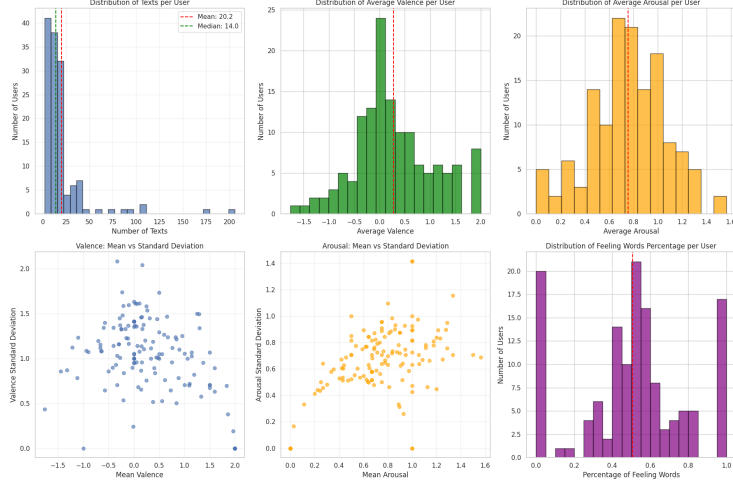 Distribution of Texts per User
Mean: 20.2
Median: 14.0
Number of Users
40
35
30
25
20
15
10
5
0
0 25 50 75 100 125 150 175 200
Number of Texts
Distribution of Average Valence per User
Number of Users
25
20
15
10
5
0
−1.5 −1.0 −0.5 0.0 0.5 1.0 1.5 2.0
Average Valence
Distribution of Average Arousal per User
Number of Users
20
15
10
5
0
0.0 0.2 0.4 0.6 0.8 1.0 1.2 1.4 1.6
Average Arousal
Valence: Mean vs Standard Deviation
Valence Standard Deviation
2.0
1.5
1.0
0.5
0.0
−1.5 −1.0 −0.5 0.0 0.5 1.0 1.5 2.0
Mean Valence
Arousal: Mean vs Standard Deviation
Arousal Standard Deviation
1.4
1.2
1.0
0.8
0.6
0.4
0.2
0.0
0.0 0.2 0.4 0.6 0.8 1.0 1.2 1.4 1.6
Mean Arousal
Distribution of Feeling Words Percentage per User
Number of Users
20.0
17.5
15.0
12.5
10.0
7.5
5.0
2.5
0.0
0.0 0.2 0.4 0.6 0.8 1.0
Percentage of Feeling Words